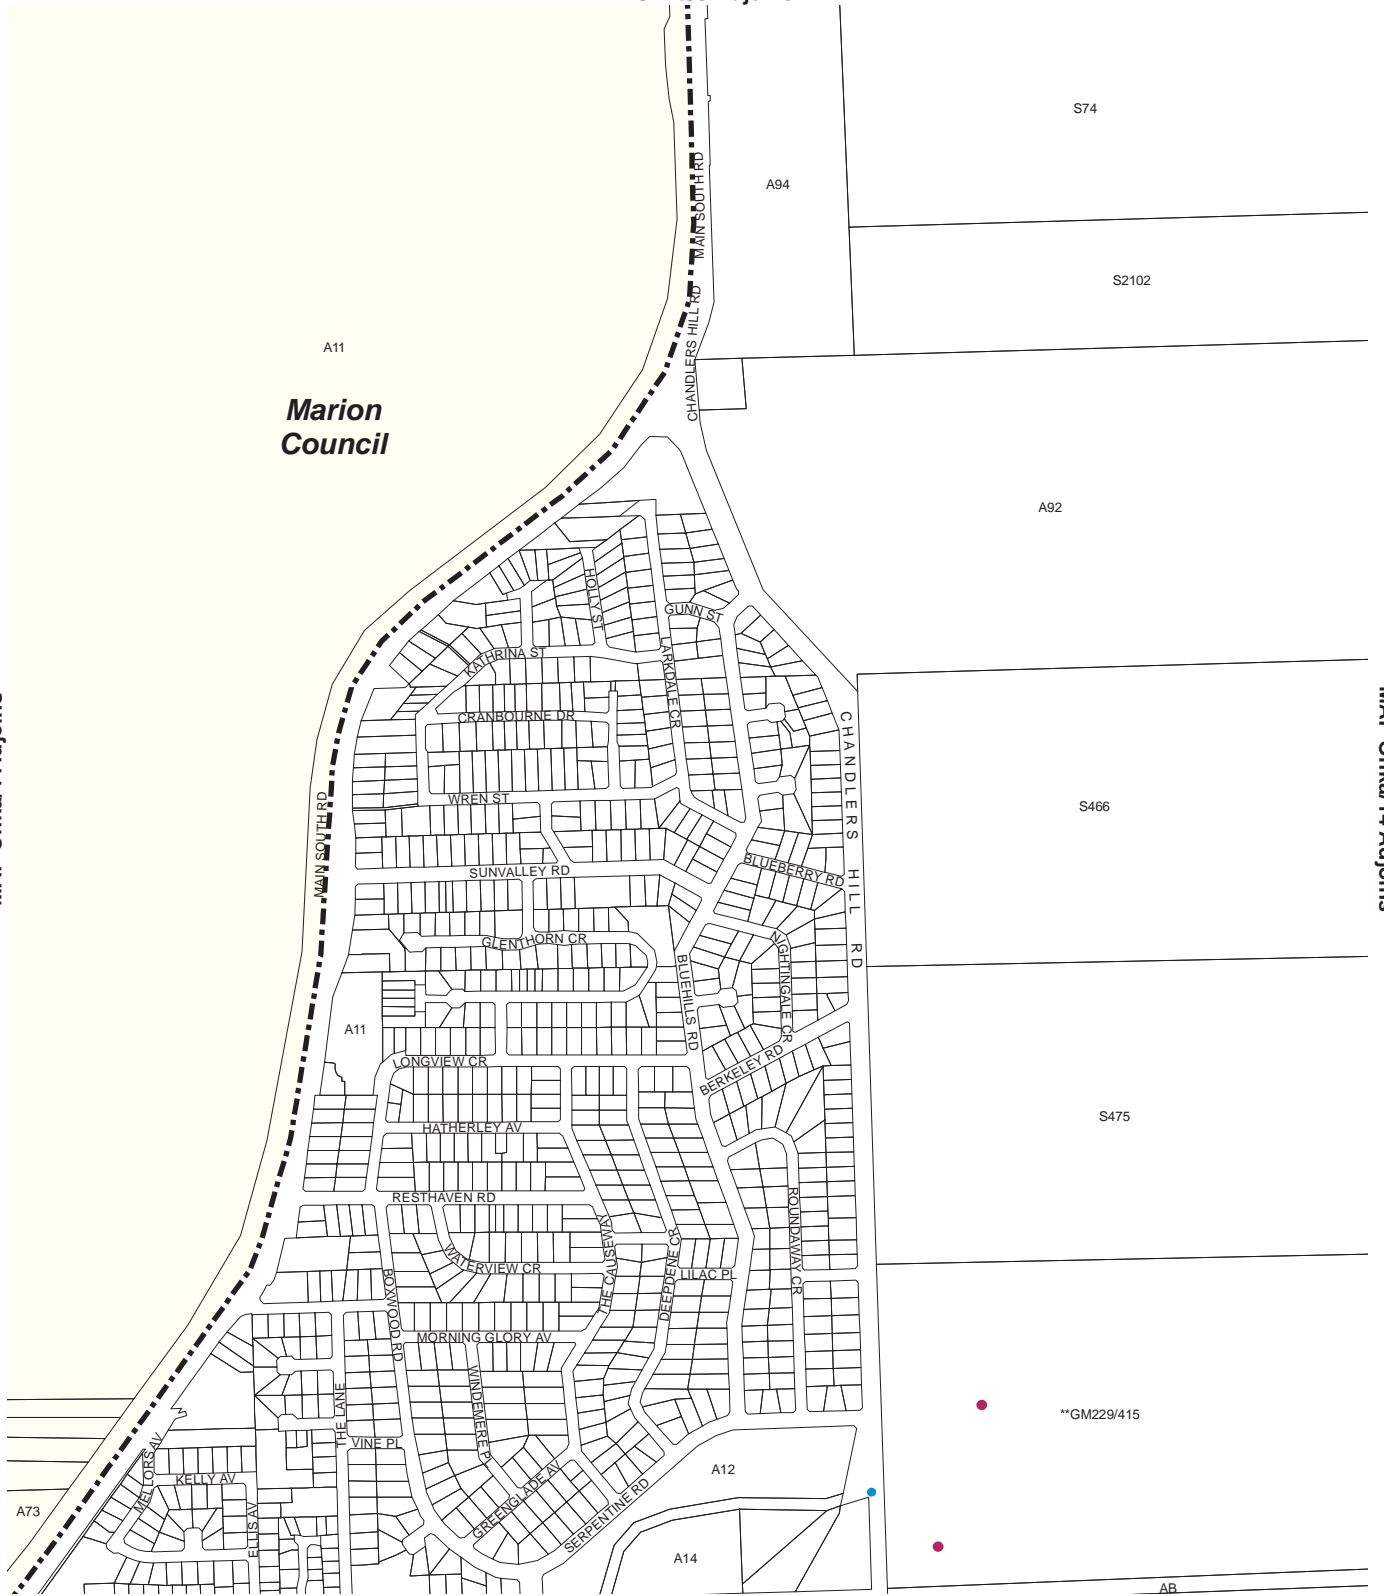 S74
MAIN SOUTH RD
A94
S2102
CHANDLERS HILL RD
A11
Marion
Council
A92
HOLLY ST
GUNN ST
KATHRINA ST
LARKDALE CR
CRANBOURNE DR
CHANDLERS HILL RD
WREN ST
S466
MAIN SOUTH RD
BLUEBERRY RD
SUNVALLEY RD
GLENTHORN CR
NIGHTINGALE CR
BLUEHILLS RD
A11
LONGVIEW CR
BERKELEY RD
S475
HATHERLEY AV
RESTHAVEN RD
ROUNDAWAY CR
THE CAUSEWAY
WATERVIEW CR
DEEPDENE CR
LILAC PL
BOXWOOD RD
MORNING GLORY AV
WINDEMERE P
THE LANE
**GM229/415
VINE PL
MELLORS AV
KELLY AV
A12
GREENGLADE AV
SERPENTINE RD
A73
ELLIS AV
A14
AB